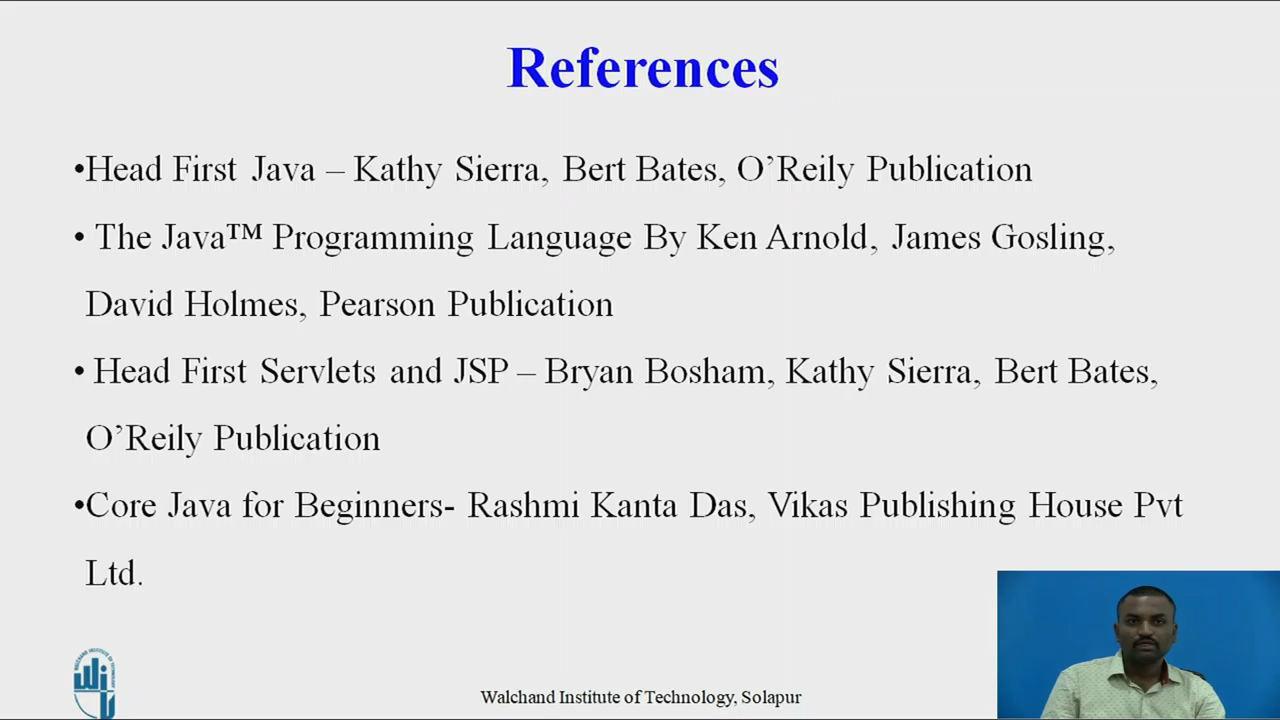 References
•Head First Java – Kathy Sierra, Bert Bates, O’Reily Publication
• The Java™ Programming Language By Ken Arnold, James Gosling,
David Holmes, Pearson Publication
• Head First Servlets and JSP – Bryan Bosham, Kathy Sierra, Bert Bates,
O’Reily Publication
•Core Java for Beginners- Rashmi Kanta Das, Vikas Publishing House Pvt
Ltd.
Walchand Institute of Technology, Solapur